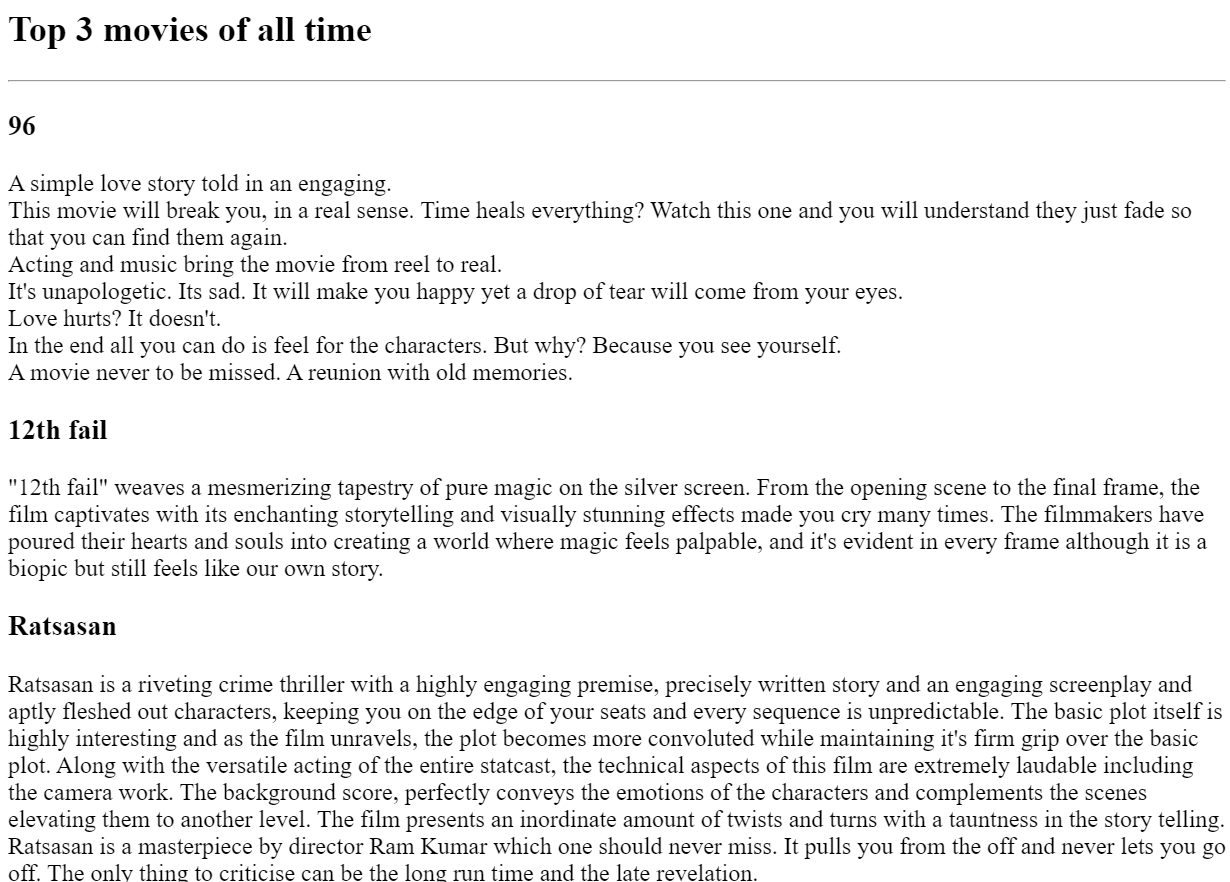 Top 3 movies of all time
96
A simple love story told in an engaging.
This movie will break you, in a real sense. Time heals everything? Watch this one and you will understand they just fade so
that you can find them again.
Acting and music bring the movie from reel to real.
It's unapologetic. Its sad. It will make you happy yet a drop of tear will come from your eyes.
Love hurts? It doesn't.
In the end all you can do is feel for the characters. But why? Because you see yourself.
A movie never to be missed. A reunion with old memories.
12th fail
"12th fail" weaves a mesmerizing tapestry of pure magic on the silver screen. From the opening scene to the final frame, the
film captivates with its enchanting storytelling and visually stunning effects made you cry many times. The filmmakers have
poured their hearts and souls into creating a world where magic feels palpable, and it's evident in every frame although it is a
biopic but still feels like our own story.
Ratsasan
Ratsasan is a riveting crime thriller with a highly engaging premise, precisely written story and an engaging screenplay and
aptly fleshed out characters, keeping you on the edge of your seats and every sequence is unpredictable. The basic plot itself is
highly interesting and as the film unravels, the plot becomes more convoluted while maintaining it's firm grip over the basic
plot. Along with the versatile acting of the entire statcast, the technical aspects of this film are extremely laudable including
the camera work. The background score, perfectly conveys the emotions of the characters and complements the scenes
elevating them to another level. The film presents an inordinate amount of twists and turns with a tauntness in the story telling.
Ratsasan is a masterpiece by director Ram Kumar which one should never miss. It pulls you from the off and never lets you go
off. The only thing to criticise can be the long run time and the late revelation.